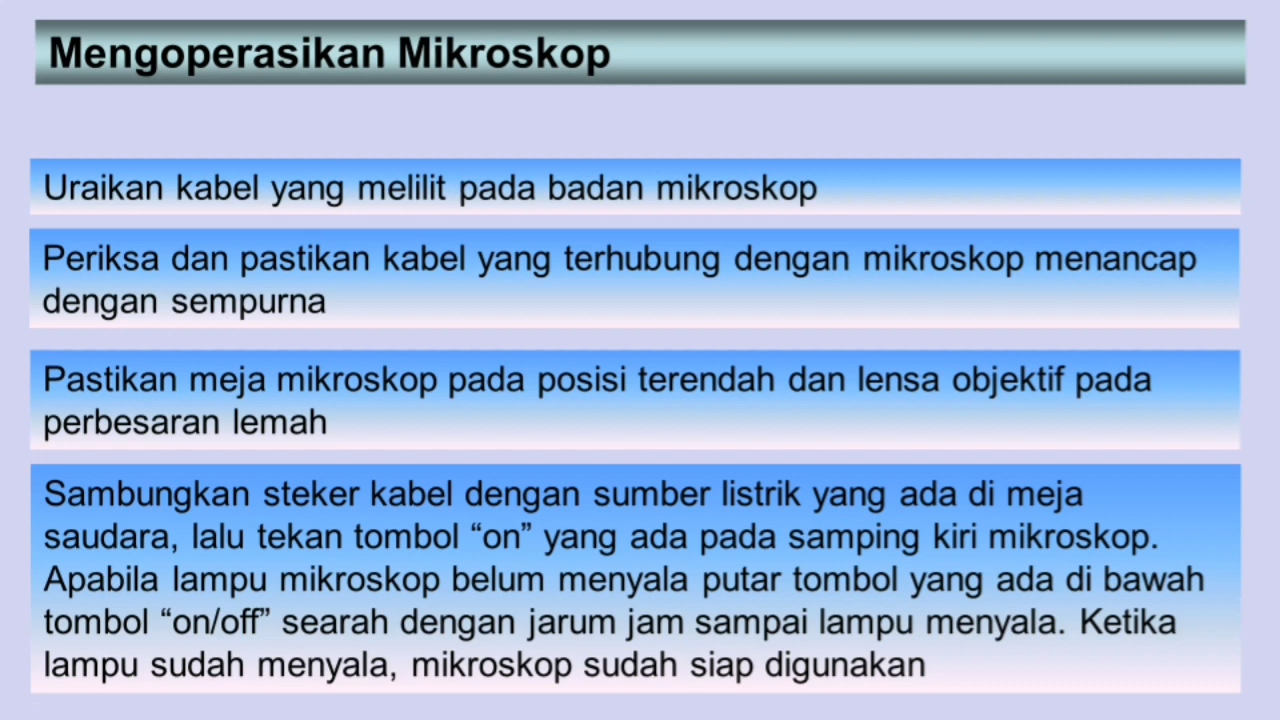 Mengoperasikan Mikroskop
Uraikan kabel yang melilit pada badan mikroskop
Periksa dan pastikan kabel yang terhubung dengan mikroskop menancap
dengan sempurna
Pastikan meja mikroskop pada posisi terendah dan lensa objektif pada
perbesaran lemah
Sambungkan steker kabel dengan sumber listrik yang ada di meja
saudara, lalu tekan tombol “on” yang ada pada samping kiri mikroskop.
Apabila lampu mikroskop belum menyala putar tombol yang ada di bawah
tombol “on/off” searah dengan jarum jam sampai lampu menyala. Ketika
lampu sudah menyala, mikroskop sudah siap digunakan